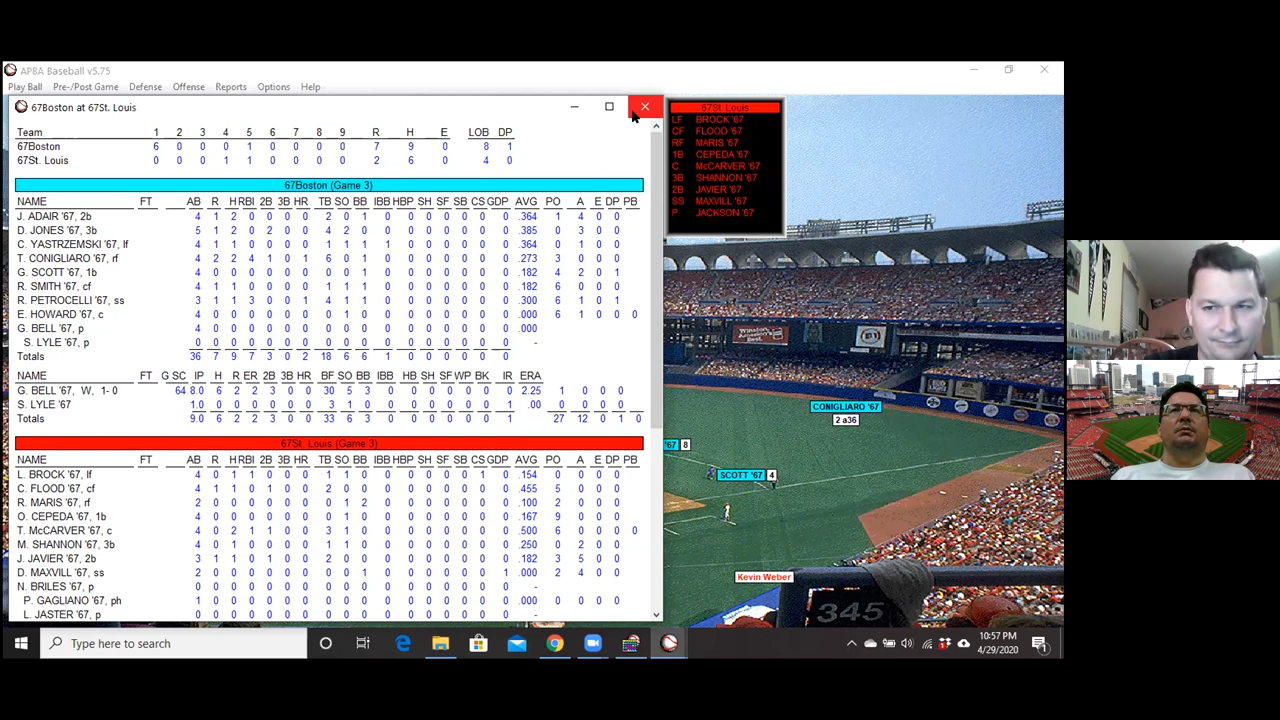 APBA Baseball v5.75
Play Ball Pre-/Post Game Defense Offense Reports Options Help
67Boston at 67St. Louis
Team 1 2 3 4 5 6 7 8 9 R H E LOB DP
67Boston 6 0 0 0 1 0 0 0 0 7 9 0 8 1
67St. Louis 0 0 0 1 1 0 0 0 0 2 6 0 4 0
67Boston (Game 3)
NAME FT AB R H RBI 2B 3B HR TB SO BB IBB HBP SH SF SB CS GDP AVG PO A E DP PB
J. ADAIR '67, 2b 4 1 2 0 0 0 0 2 0 1 0 0 0 0 0 0 0 .364 1 4 0 0
D. JONES '67, 3b 5 1 2 0 2 0 0 4 2 0 0 0 0 0 0 0 0 .385 0 3 0 0
C. YASTRZEMSKI '67, lf 4 1 1 0 0 0 0 1 1 1 1 0 0 0 0 0 0 .364 0 1 0 0
T. CONIGLIARO '67, rf 4 2 2 4 1 0 1 6 0 1 0 0 0 0 0 0 0 .273 3 0 0 0
G. SCOTT '67, 1b 4 0 0 0 0 0 0 0 0 1 0 0 0 0 0 0 0 .182 4 2 0 1
R. SMITH '67, cf 4 1 1 0 0 0 0 1 1 1 0 0 0 0 0 0 0 .182 6 0 0 0
R. PETROCELLI '67, ss 3 1 1 3 0 0 1 4 1 1 0 0 0 0 0 0 0 .300 6 1 0 1
E. HOWARD '67, c 4 0 0 0 0 0 0 0 1 0 0 0 0 0 0 0 0 .000 6 1 0 0 0
G. BELL '67, p 4 0 0 0 0 0 0 0 0 0 0 0 0 0 0 0 0 .000
S. LYLE '67, p 0 0 0 0 0 0 0 0 0 0 0 0 0 0 0 0 0 -
Totals 36 7 9 7 3 0 2 18 6 6 1 0 0 0 0 0 0
NAME FT G SC IP H R ER 2B 3B HR BF SO BB IBB HB SH SF WP BK IR ERA
G. BELL '67, W, 1- 0 64 8.0 6 2 2 3 0 0 30 5 3 0 0 0 0 0 0 0 2.25 1 0 0 0
S. LYLE '67 1.0 0 0 0 0 0 0 3 1 0 0 0 0 0 0 0 1 .00 0 0 0 0
Totals 9.0 6 2 2 3 0 0 33 6 3 0 0 0 0 0 0 1 27 12 0 1 0
67St. Louis (Game 3)
NAME FT AB R H RBI 2B 3B HR TB SO BB IBB HBP SH SF SB CS GDP AVG PO A E DP PB
L. BROCK '67, lf 4 0 1 0 0 0 0 1 1 0 0 0 0 0 0 1 0 .154 0 0 0 0
C. FLOOD '67, cf 4 1 1 0 1 0 0 2 0 0 0 0 0 0 0 0 0 .455 5 0 0 0
R. MARIS '67, rf 2 0 0 0 0 0 0 0 1 2 0 0 0 0 0 0 0 .100 2 0 0 0
O. CEPEDA '67, 1b 4 0 0 0 0 0 0 0 1 0 0 0 0 0 0 0 0 .167 9 0 0 0
T. McCARVER '67, c 4 0 2 1 1 0 0 3 1 0 0 0 0 0 0 0 0 .500 6 0 0 0 0
M. SHANNON '67, 3b 4 0 1 0 0 0 0 1 1 0 0 0 0 0 0 0 0 .250 0 2 0 0
J. JAVIER '67, 2b 3 1 1 1 1 0 0 2 0 0 0 0 0 0 0 0 0 .182 3 5 0 0
D. MAXVILL '67, ss 2 0 0 0 0 0 0 0 0 1 0 0 0 0 0 0 1 .000 2 4 0 0
N. BRILES '67, p 0 0 0 0 0 0 0 0 0 0 0 0 0 0 0 0 0 -
P. GAGLIANO '67, ph 1 0 0 0 0 0 0 0 0 0 0 0 0 0 0 0 0 .000 0 0 0 0
L. JASTER '67, p 0 0 0 0 0 0 0 0 0 0 0 0 0 0 0 0 0 -
67St. Louis
LF BROCK '67
CF FLOOD '67
RF MARIS '67
1B CEPEDA '67
C McCARVER '67
3B SHANNON '67
2B JAVIER '67
SS MAXVILL '67
P JACKSON '67
CONIGLIARO '67
2 a36
'67 8
SCOTT '67 4
Kevin Weber
345
Type here to search
10:57 PM
4/29/2020
1